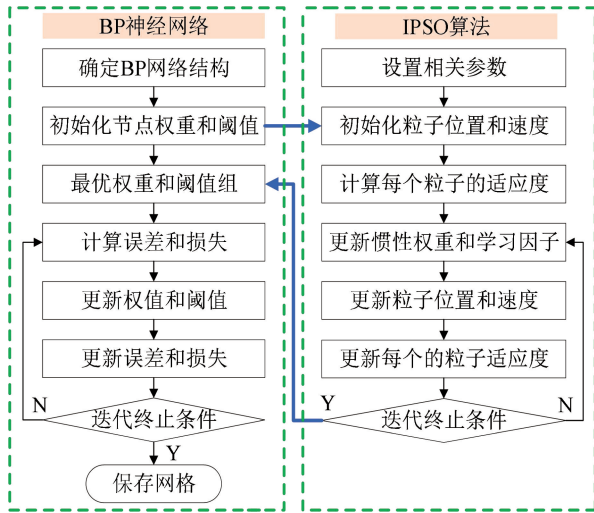 BP神经网络
确定BP网络结构
初始化节点权重和阈值
最优权重和阈值组
计算误差和损失
更新权值和阈值
更新误差和损失
N
迭代终止条件
Y
保存网格
IPSO算法
设置相关参数
初始化粒子位置和速度
计算每个粒子的适应度
更新惯性权重和学习因子
更新粒子位置和速度
更新每个的粒子适应度
Y
迭代终止条件
N